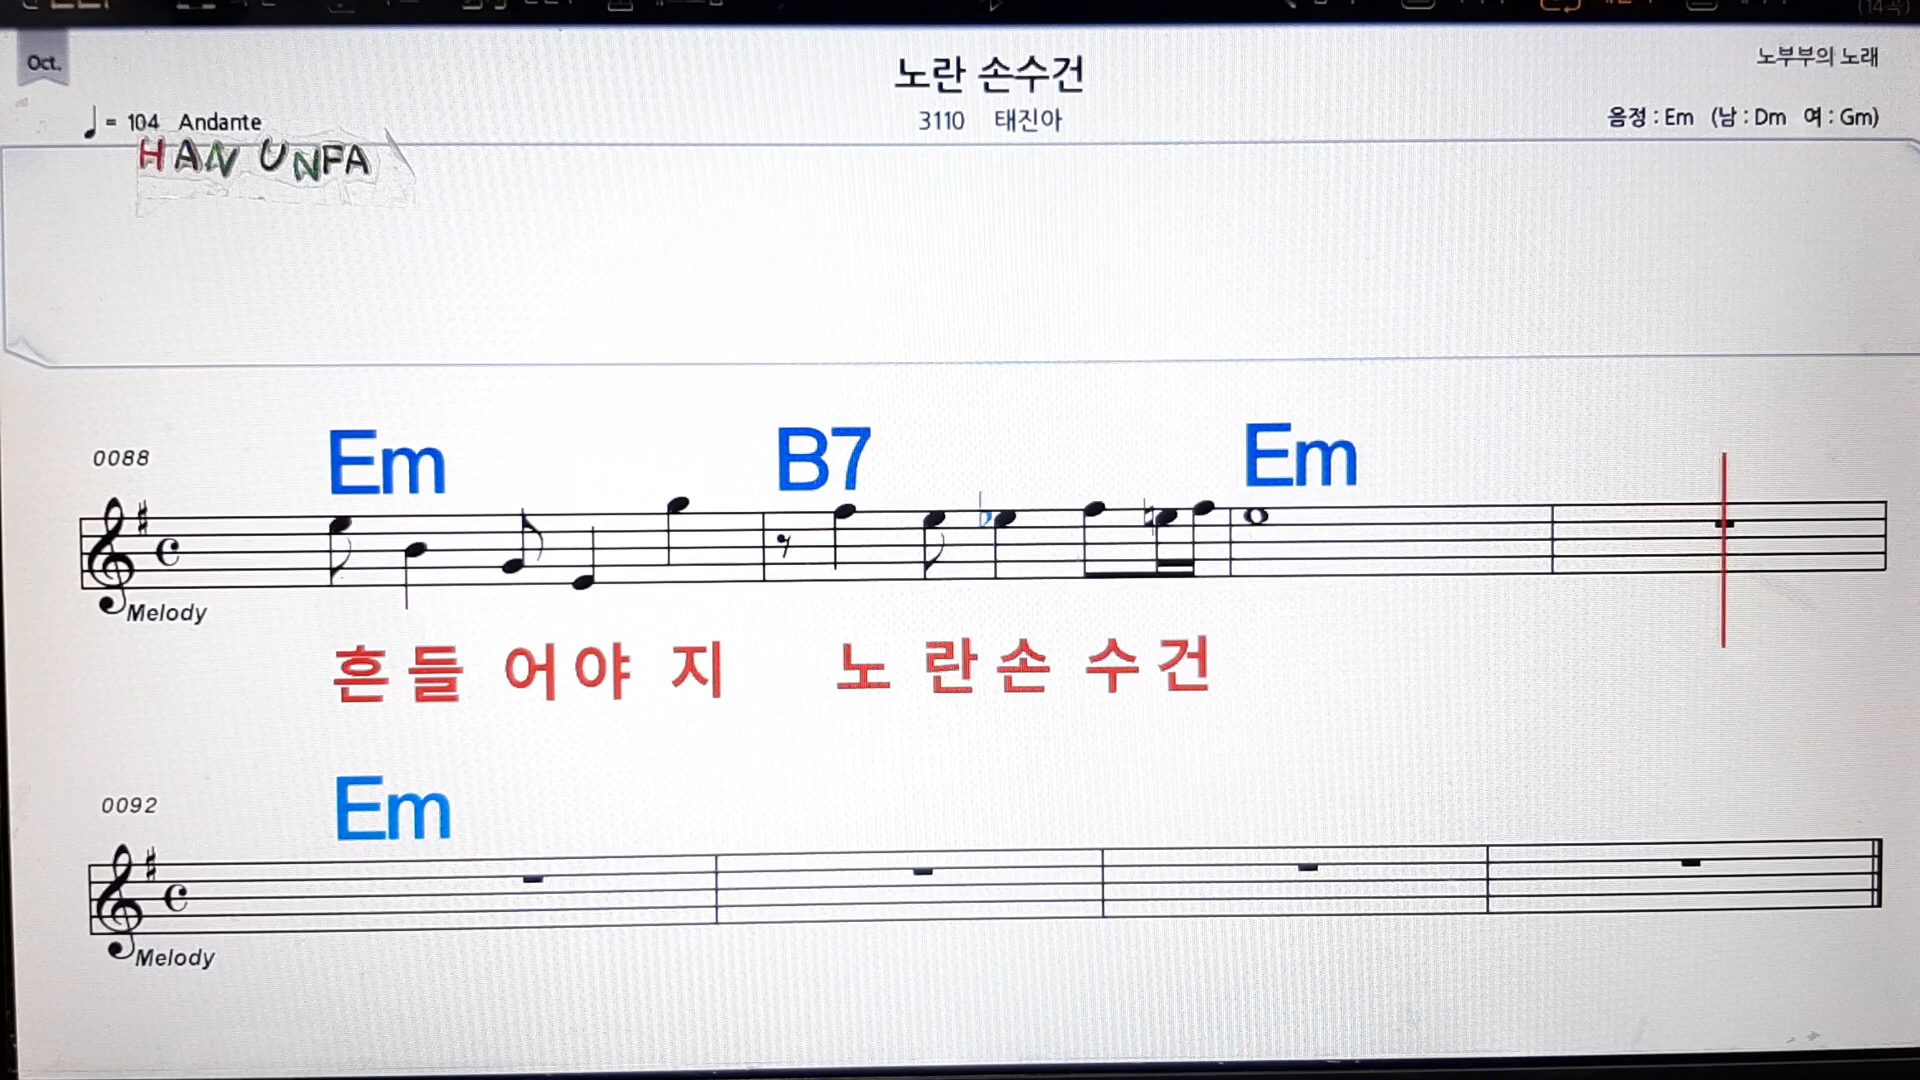 Oct.
노란 손수건
노부부의 노래
♩= 104 Andante
3110 태진아
음정 : Em (남 : Dm 여 : Gm)
HAN UNFA
0088
Em B7 Em
Melody
흔들 어야 지 노 란손 수건
0092
Em
Melody